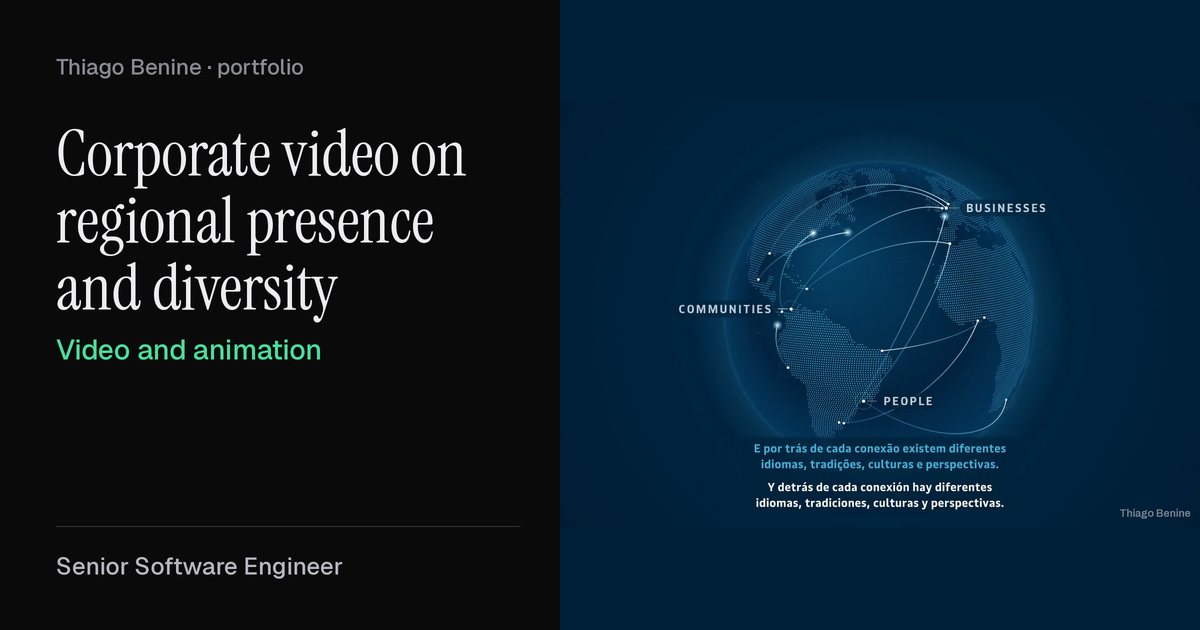 Thiago Benine · portfolio
Corporate video on
regional presence
and diversity
Video and animation
Senior Software Engineer
BUSINESSES
COMMUNITIES
PEOPLE
E por trás de cada conexão existem diferentes
idiomas, tradições, culturas e perspectivas.
Y detrás de cada conexión hay diferentes
idiomas, tradiciones, culturas y perspectivas.
Thiago Benine